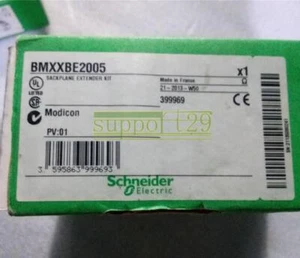 BMXXBE2005
BACKPLANE EXTENDER KIT
x1
Made in France
21-2013-W50
399969
Modicon
PV:01
support29
3 595863 999693
Schneider
Electric